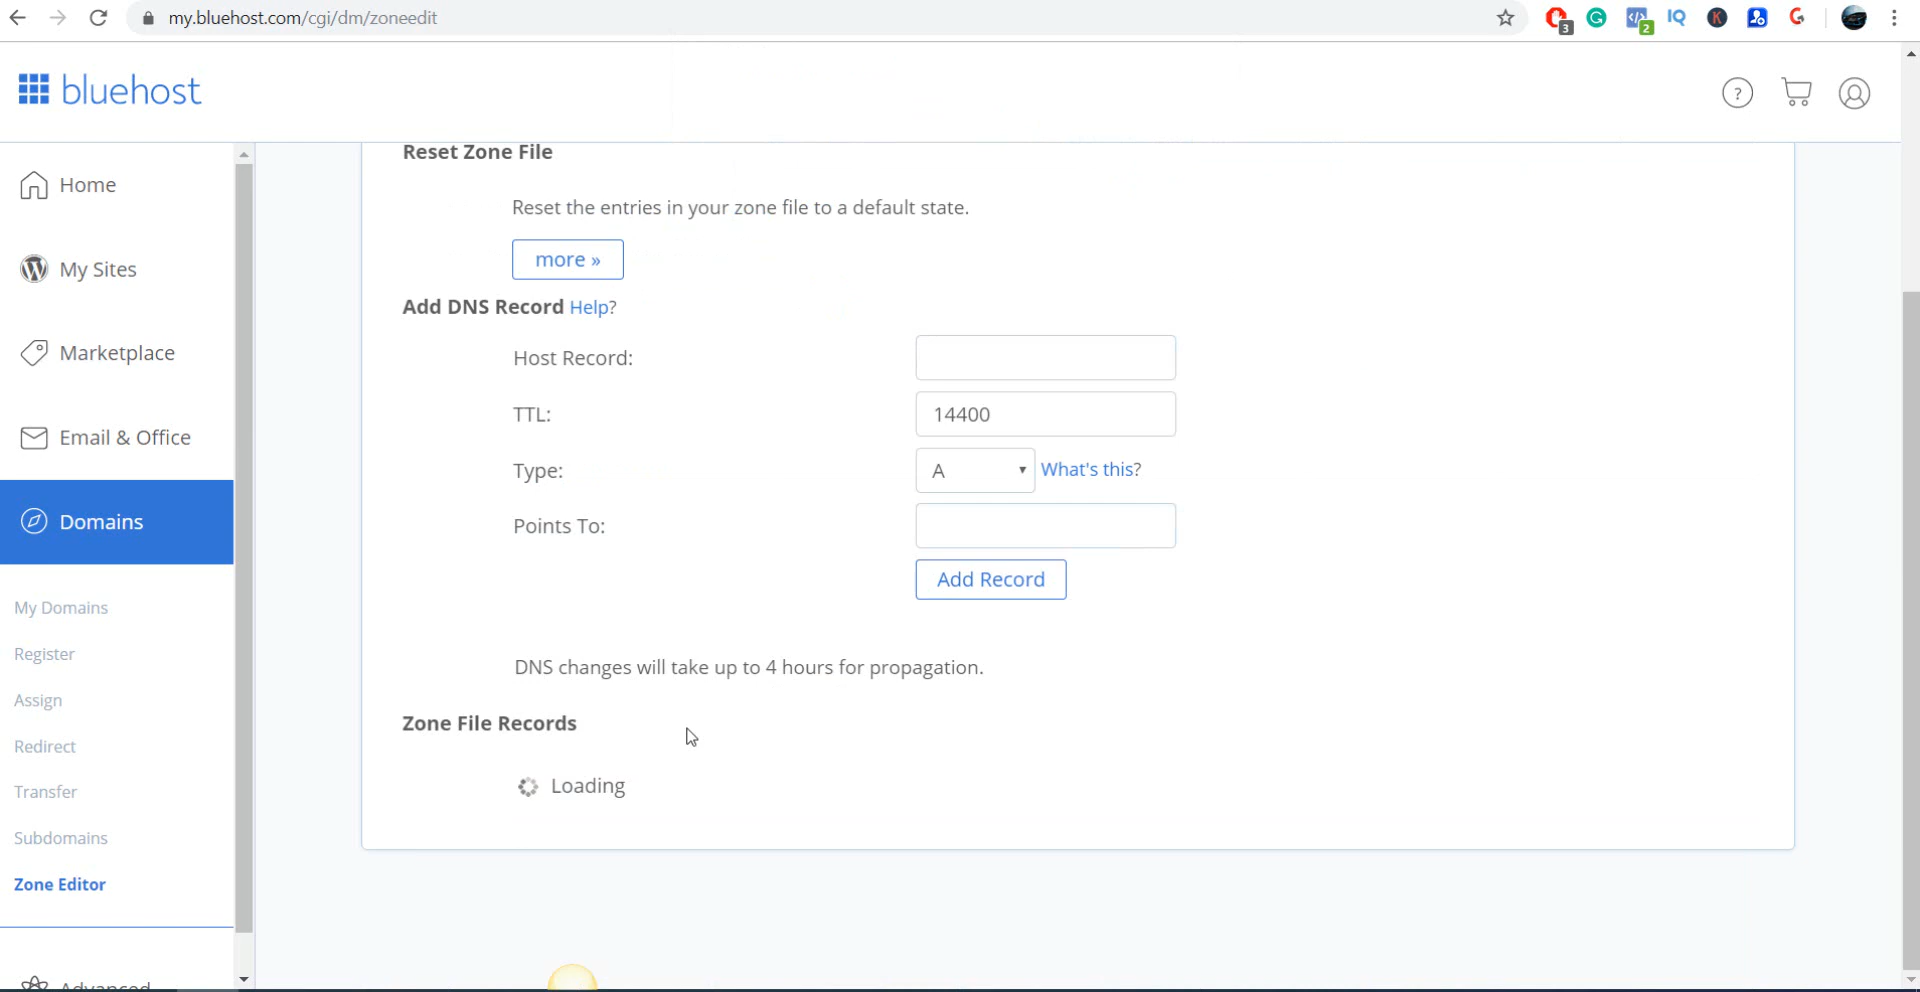 my.bluehost.com/cgi/dm/zoneedit
3
2
IQ
K
bluehost
?
Home
My Sites
Marketplace
Email & Office
Domains
My Domains
Register
Assign
Redirect
Transfer
Subdomains
Zone Editor
Advanced
Reset Zone File
Reset the entries in your zone file to a default state.
more »
Add DNS Record Help?
Host Record:
TTL: 14400
Type: A What's this?
Points To:
Add Record
DNS changes will take up to 4 hours for propagation.
Zone File Records
Loading